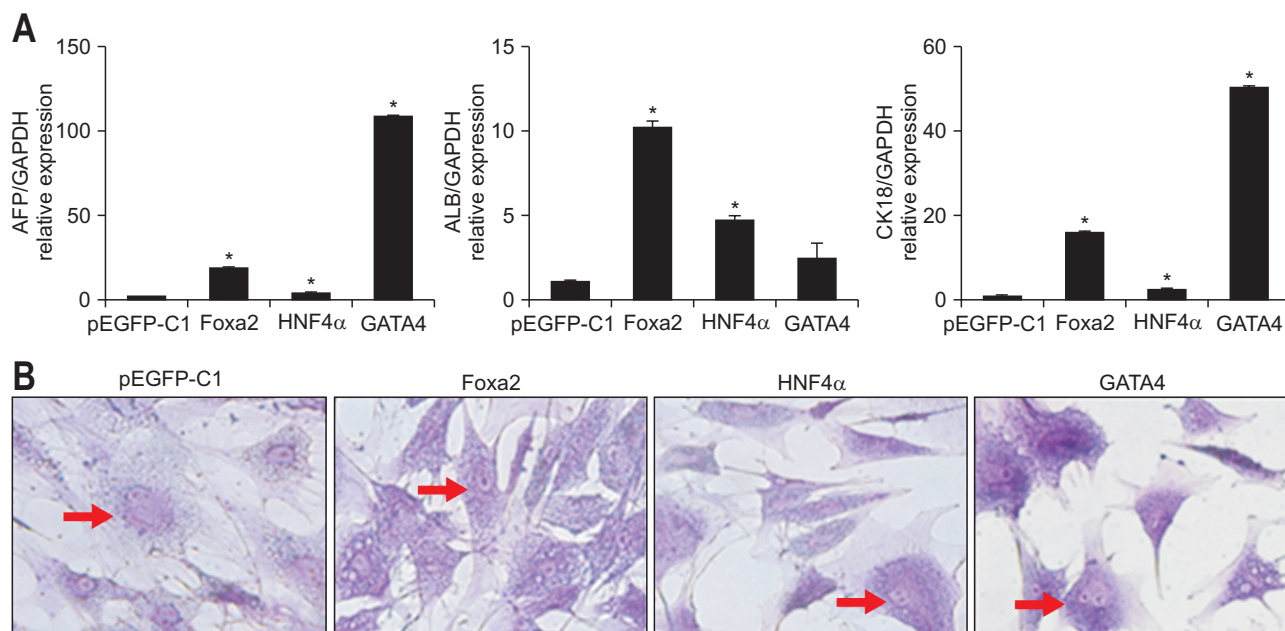 A
AFP/GAPDH
relative expression
150
100
50
0
*
*
*
pEGFP-C1 Foxa2 HNF4α GATA4
ALB/GAPDH
relative expression
15
10
5
0
*
*
pEGFP-C1 Foxa2 HNF4α GATA4
CK18/GAPDH
relative expression
60
40
20
0
*
*
*
pEGFP-C1 Foxa2 HNF4α GATA4
B
pEGFP-C1 Foxa2 HNF4α GATA4